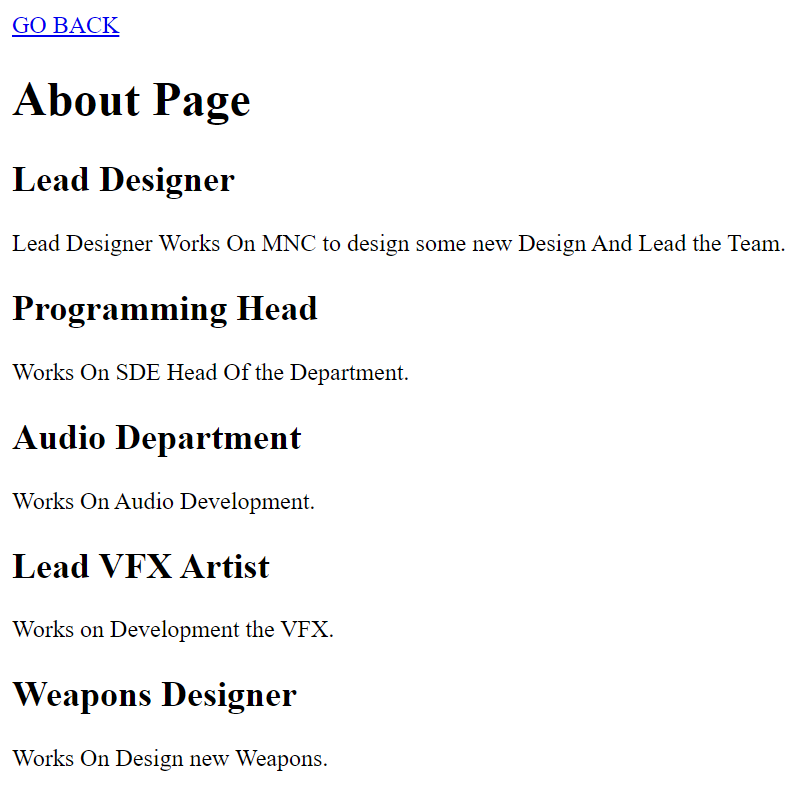 GO BACK
About Page
Lead Designer
Lead Designer Works On MNC to design some new Design And Lead the Team.
Programming Head
Works On SDE Head Of the Department.
Audio Department
Works On Audio Development.
Lead VFX Artist
Works on Development the VFX.
Weapons Designer
Works On Design new Weapons.